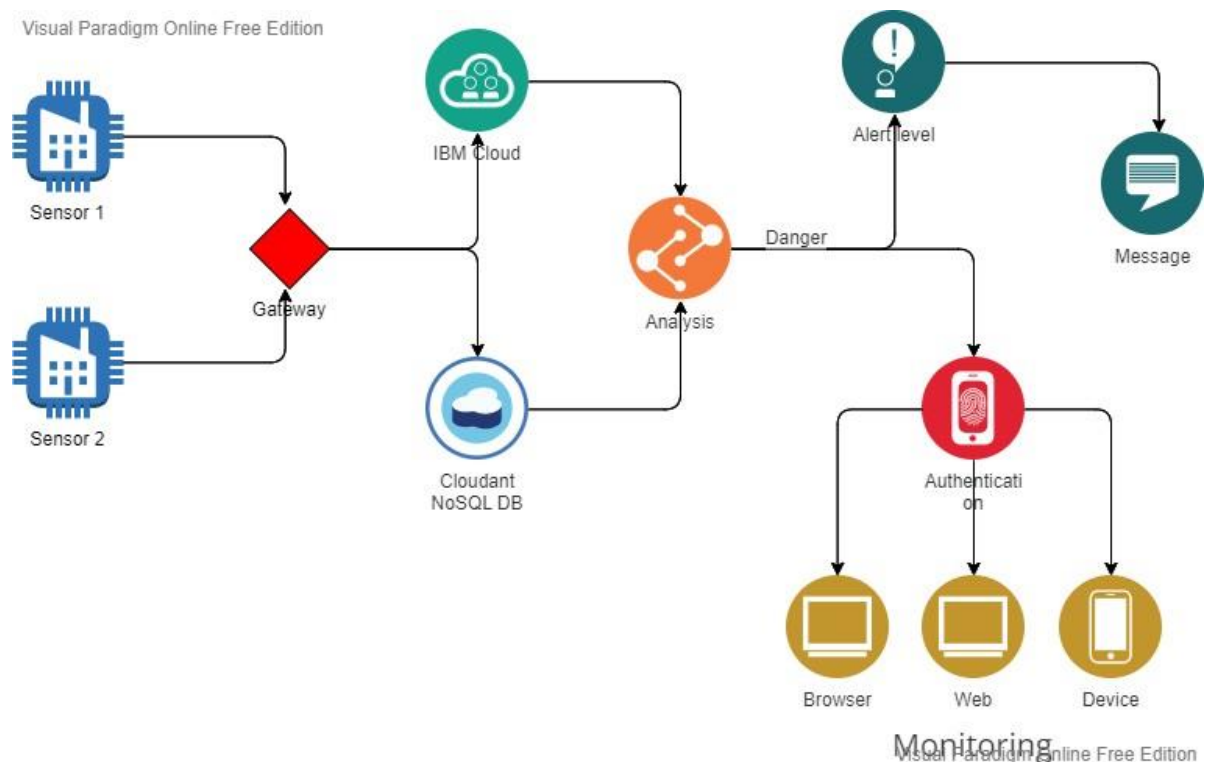 Visual Paradigm Online Free Edition
Sensor 1
Sensor 2
Gateway
IBM Cloud
Cloudant
NoSQL DB
Analysis
Danger
Alert level
Message
Authenticati
on
Browser
Web
Device
Monitoring
Visual Paradigm Online Free Edition